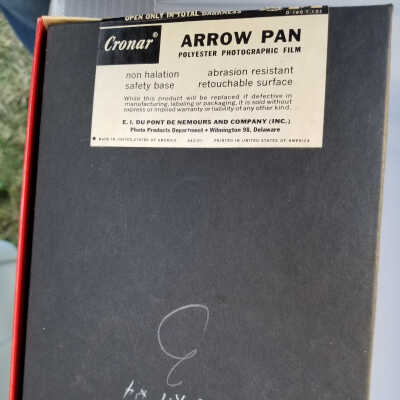 OPEN ONLY IN TOTAL DARKNESS
Cronar®
ARROW PAN
POLYESTER PHOTOGRAPHIC FILM
non halation abrasion resistant
safety base retouchable surface
While this product will be replaced if defective in
manufacturing, labeling or packaging, it is sold without
express or implied warranty or liability of any other kind.
E. I. DU PONT DE NEMOURS AND COMPANY (INC.)
Photo Products Department • Wilmington 98, Delaware
MADE IN UNITED STATES OF AMERICA PRINTED IN UNITED STATES OF AMERICA